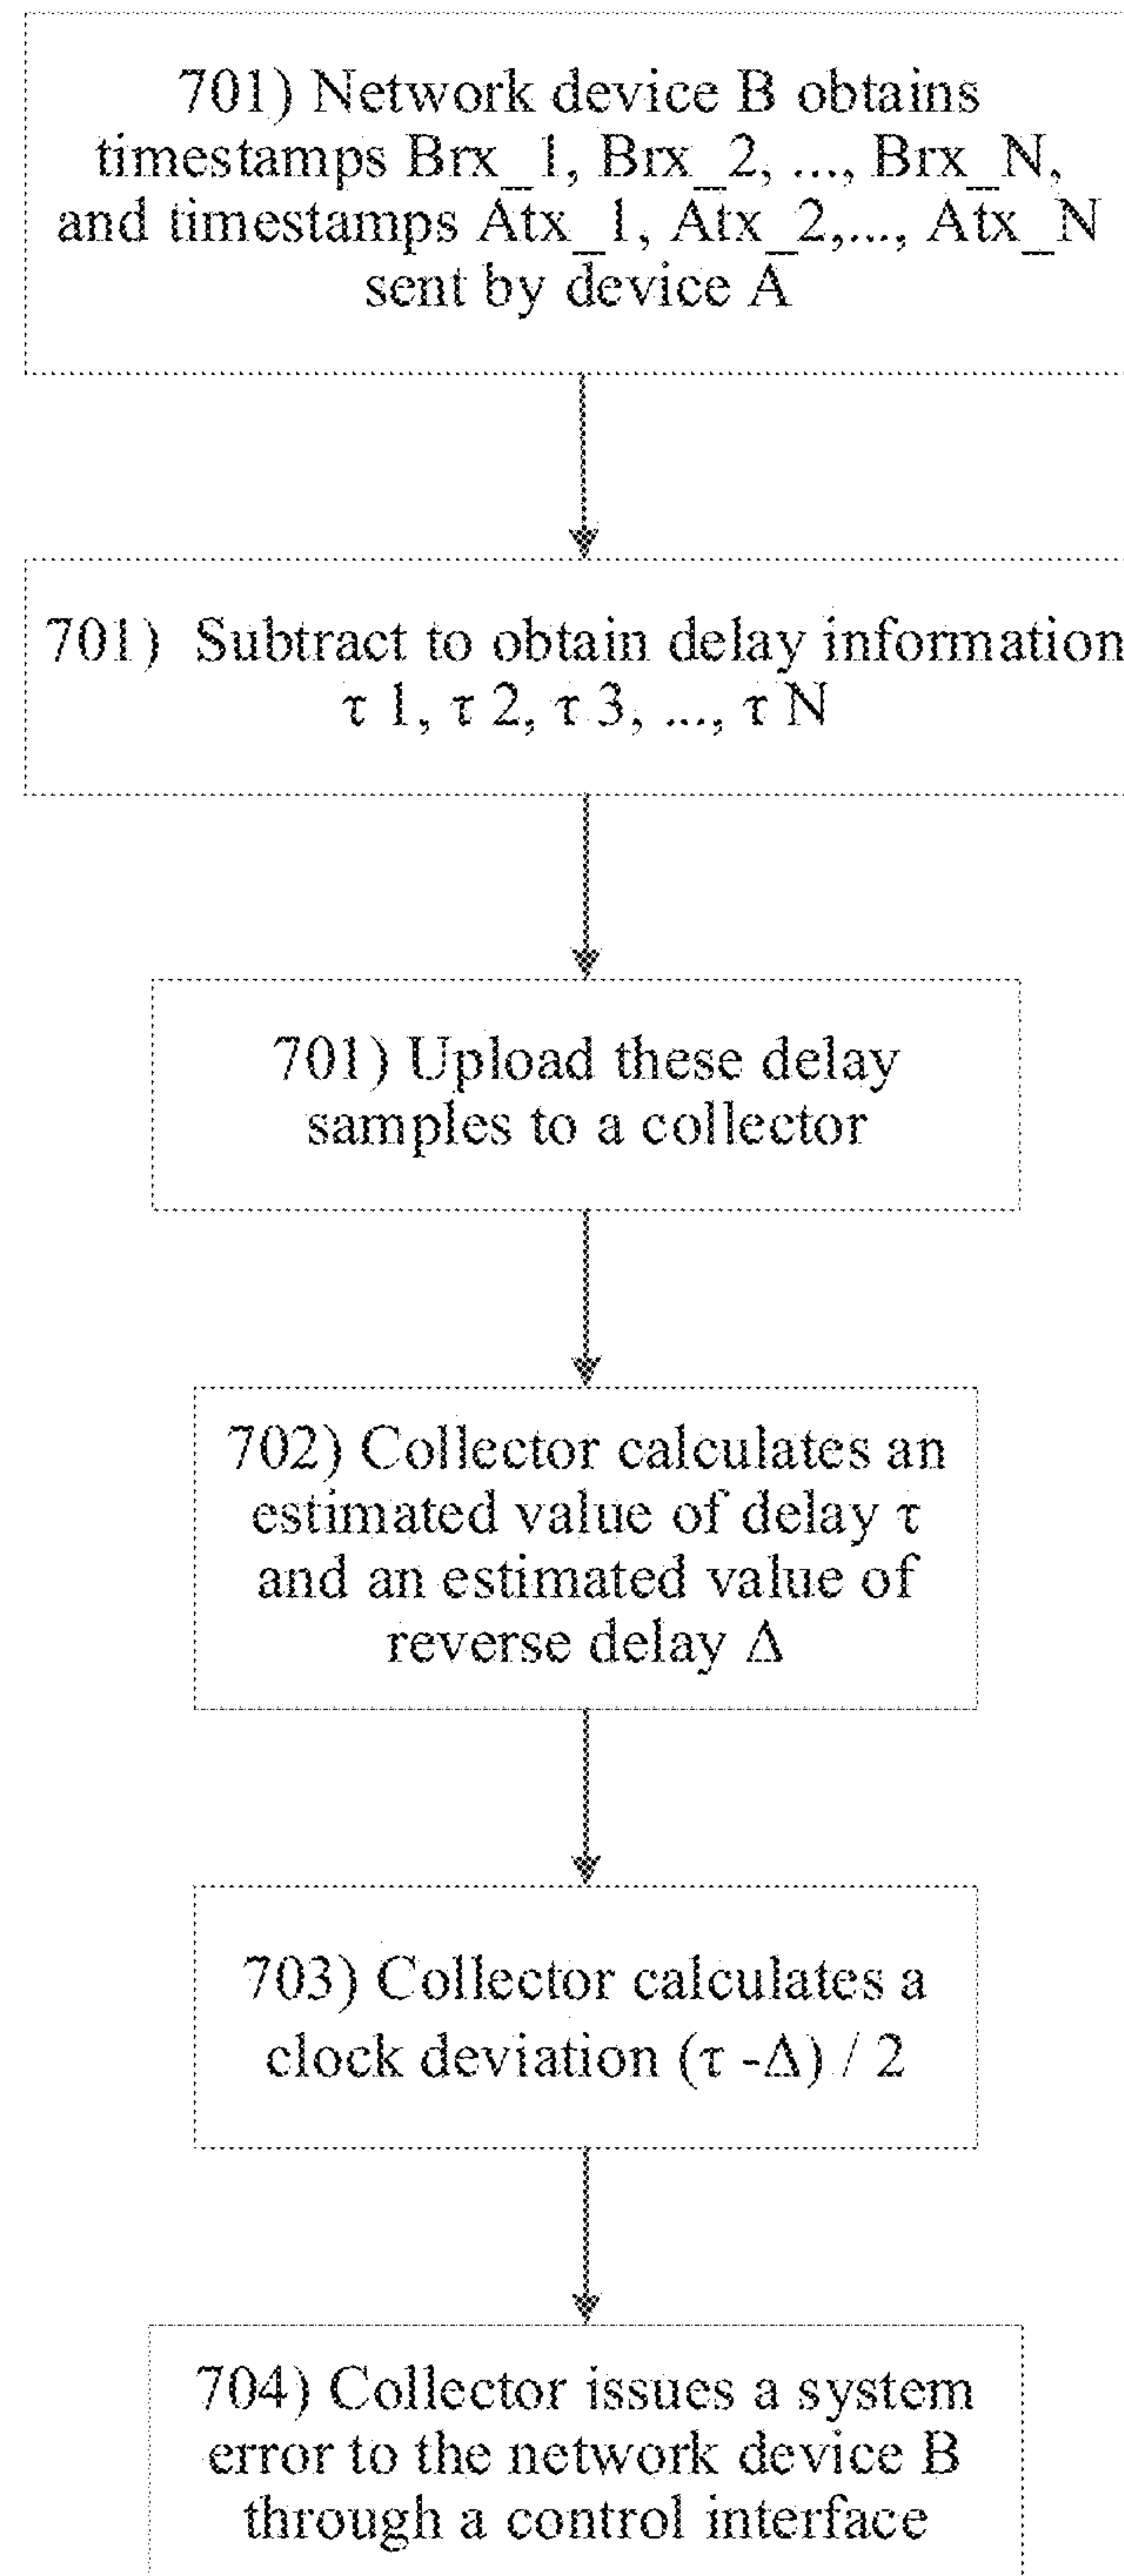 701) Network device B obtains
timestamps Brx_1, Brx_2, ..., Brx_N,
and timestamps Atx_1, Atx_2,..., Atx_N
sent by device A
701) Subtract to obtain delay information
τ 1, τ 2, τ 3, ..., τ N
701) Upload these delay
samples to a collector
702) Collector calculates an
estimated value of delay τ
and an estimated value of
reverse delay Δ
703) Collector calculates a
clock deviation (τ -Δ) / 2
704) Collector issues a system
error to the network device B
through a control interface